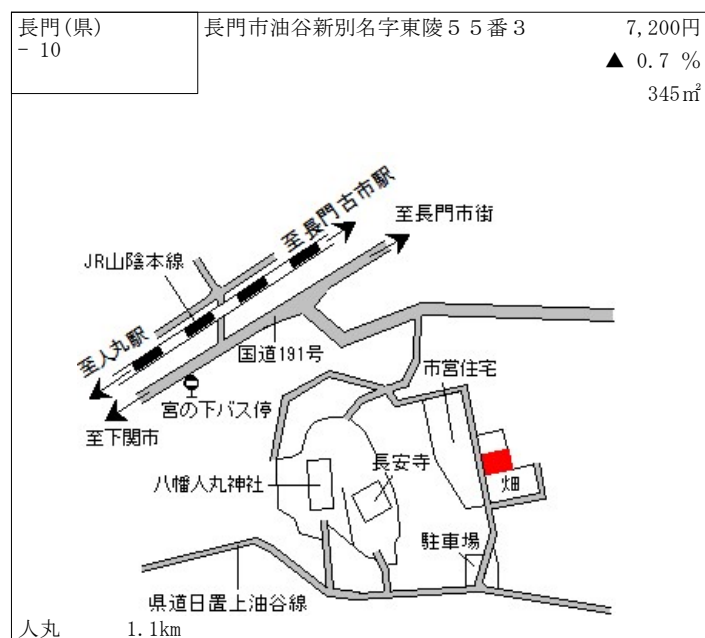 長門(県)
- 10
長門市油谷新別名字東陵５５番３
7,200円
▲ 0.7 %
345㎡
至長門古市駅
至長門市街
JR山陰本線
至人丸駅
国道191号
宮の下バス停
至下関市
市営住宅
長安寺
八幡人丸神社
畑
駐車場
県道日置上油谷線
人丸 1.1km